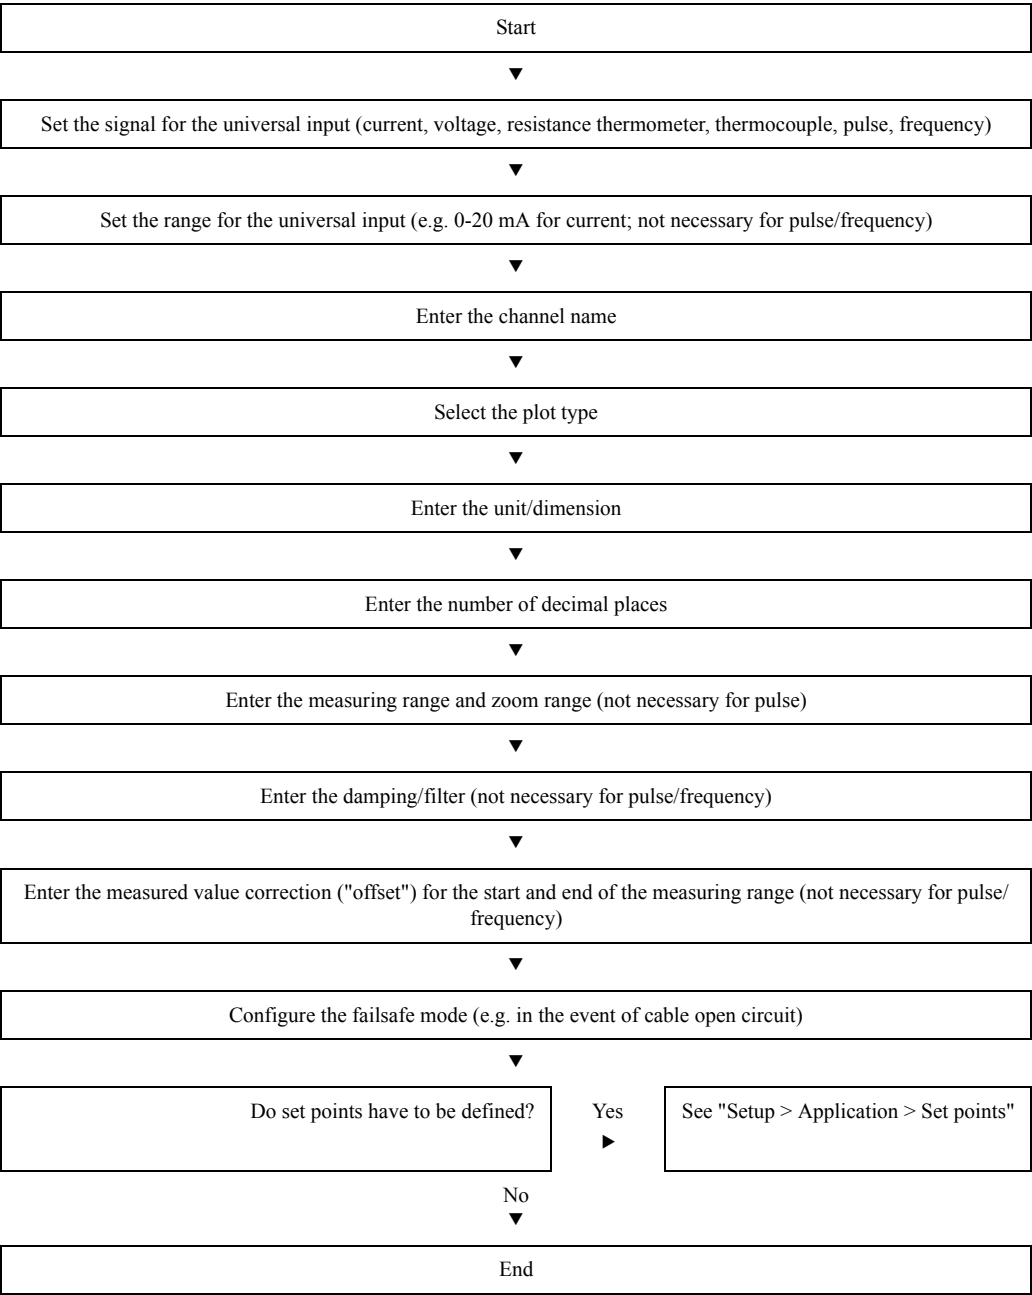 Start
▼
Set the signal for the universal input (current, voltage, resistance thermometer, thermocouple, pulse, frequency)
▼
Set the range for the universal input (e.g. 0-20 mA for current; not necessary for pulse/frequency)
▼
Enter the channel name
▼
Select the plot type
▼
Enter the unit/dimension
▼
Enter the number of decimal places
▼
Enter the measuring range and zoom range (not necessary for pulse)
▼
Enter the damping/filter (not necessary for pulse/frequency)
▼
Enter the measured value correction ("offset") for the start and end of the measuring range (not necessary for pulse/
frequency)
▼
Configure the failsafe mode (e.g. in the event of cable open circuit)
▼
Do set points have to be defined?
Yes
►
See "Setup > Application > Set points"
No
▼
End